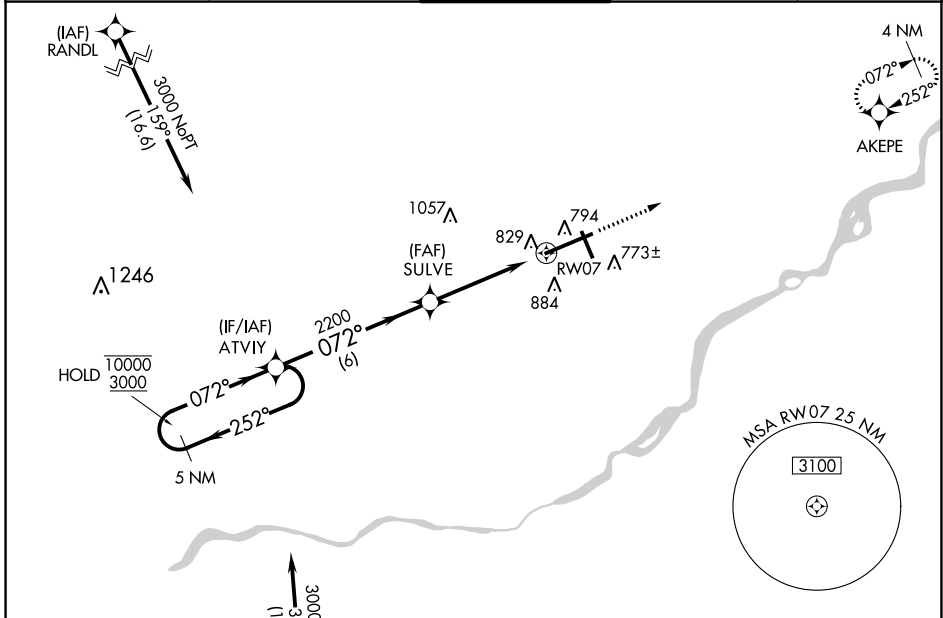 (IAF)
RANDL
3000 NoPT
159°
(16.6)
4 NM
072°
252°
AKEPE
1057
829
794
(FAF)
SULVE
RW07
773±
884
1246
(IF/IAF)
ATVIY
2200
072°
(6)
HOLD
10000
3000
072°
252°
5 NM
MSA RW07 25 NM
3100
3000
3
(1